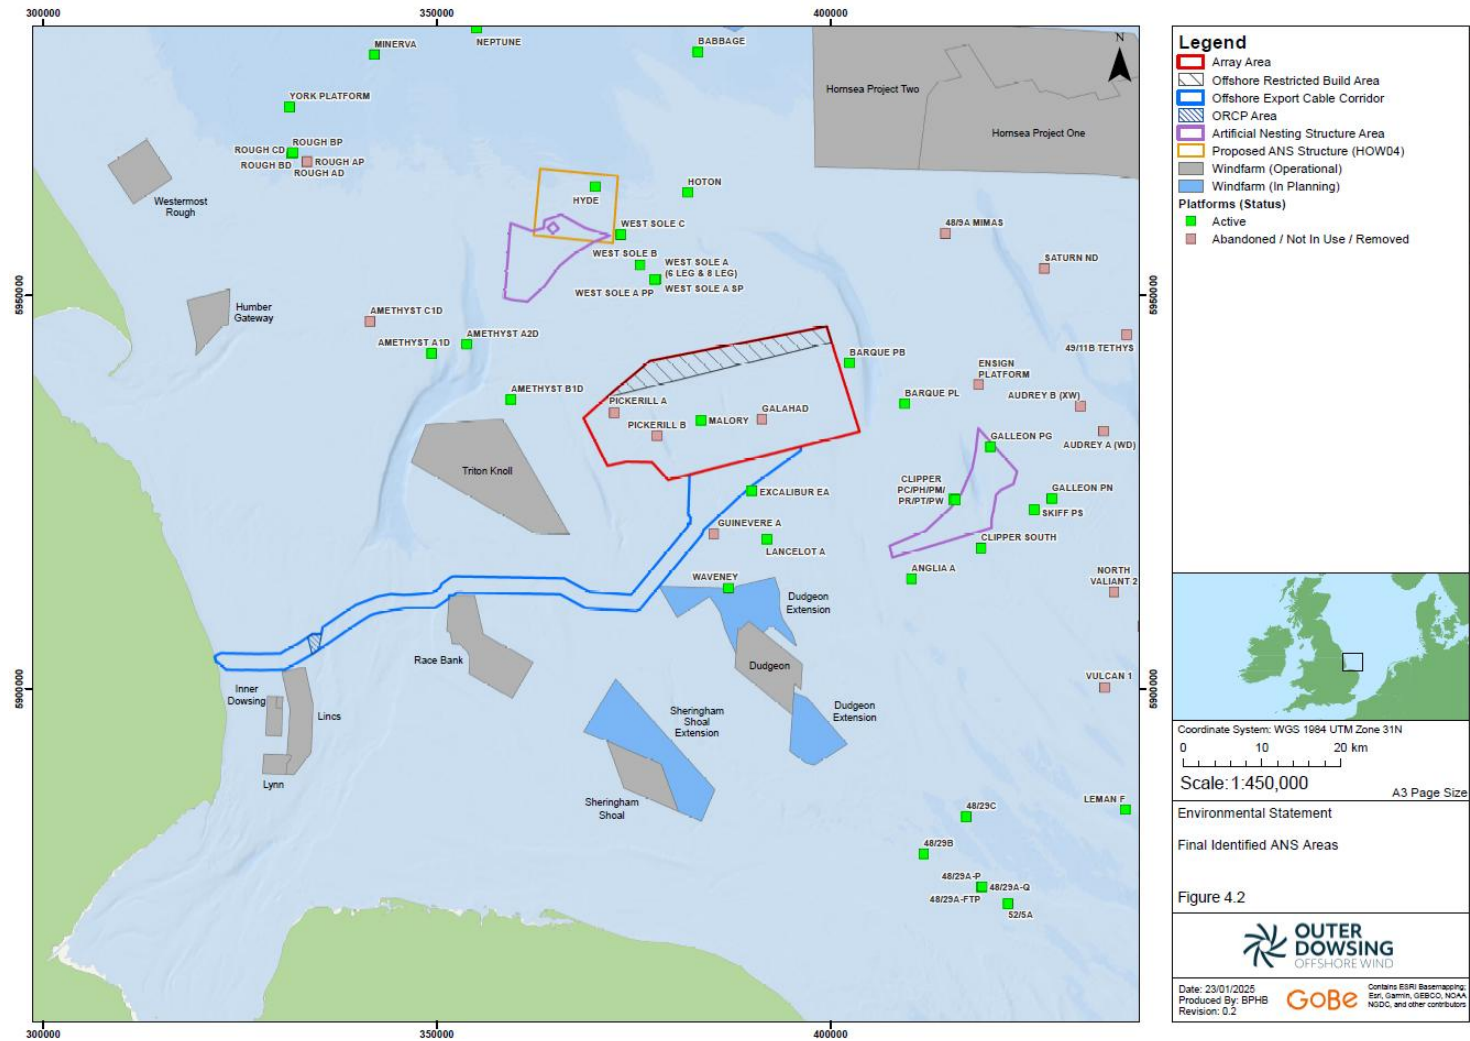 300000
350000
400000
MINERVA
NEPTUNE
BABBAGE
N
YORK PLATFORM
Hornsea Project Two
Hornsea Project One
ROUGH CD
ROUGH BP
ROUGH BD
ROUGH AP
ROUGH AD
Westermost
Rough
HYDE
HOTON
WEST SOLE C
48/9A MIMAS
WEST SOLE B
WEST SOLE A
(6 LEG & 8 LEG)
WEST SOLE A PP
WEST SOLE A SP
SATURN ND
5950000
5950000
Humber
Gateway
AMETHYST C1D
AMETHYST A1D
AMETHYST A2D
49/11B TETHYS
BARQUE PB
ENSIGN
PLATFORM
AMETHYST B1D
PICKERILL A
GALAHAD
BARQUE PL
AUDREY B (XW)
PICKERILL B
MALORY
AUDREY A (WD)
GALLEON PG
Triton Knoll
CLIPPER
PC/PH/PM/
PR/PT/PW
EXCALIBUR EA
GALLEON PN
SKIFF PS
GUINEVERE A
LANCELOT A
CLIPPER SOUTH
WAVENEY
ANGLIA A
NORTH
VALIANT 2
Dudgeon
Extension
Race Bank
Dudgeon
VULCAN 1
5900000
5900000
Inner
Dowsing
Lincs
Sheringham
Shoal
Extension
Dudgeon
Extension
Lynn
Sheringham
Shoal
LEMAN F
48/29C
48/29B
48/29A-P
48/29A-Q
48/29A-FTP
52/5A
300000
350000
400000
Legend
Array Area
Offshore Restricted Build Area
Offshore Export Cable Corridor
ORCP Area
Artificial Nesting Structure Area
Proposed ANS Structure (HOW04)
Windfarm (Operational)
Windfarm (In Planning)
Platforms (Status)
Active
Abandoned / Not In Use / Removed
Coordinate System: WGS 1984 UTM Zone 31N
0 10 20 km
Scale: 1:450,000
A3 Page Size
Environmental Statement
Final Identified ANS Areas
Figure 4.2
OUTER
DOWSING
OFFSHORE WIND
Date: 23/01/2025
Produced By: BPHB
Revision: 0.2
GoBe
Contains ESRI Basemapping;
Esri, Garmin, GEBCO, NOAA
NGDC, and other contributors